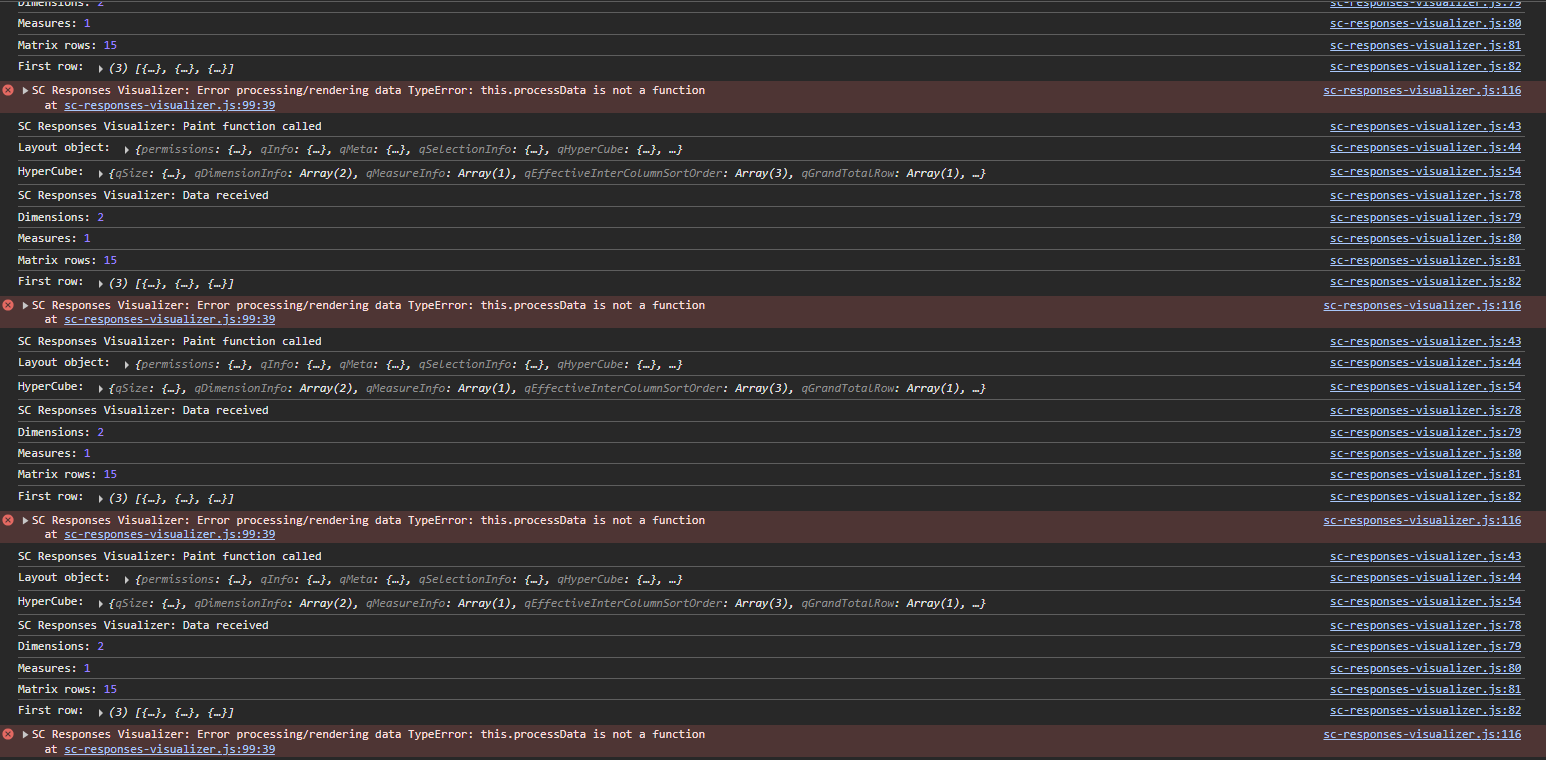 Dimensions: 2 sc-responses-visualizer.js:79
Measures: 1 sc-responses-visualizer.js:80
Matrix rows: 15 sc-responses-visualizer.js:81
First row: (3) [{…}, {…}, {…}] sc-responses-visualizer.js:82
SC Responses Visualizer: Error processing/rendering data TypeError: this.processData is not a function sc-responses-visualizer.js:116
at sc-responses-visualizer.js:99:39
SC Responses Visualizer: Paint function called sc-responses-visualizer.js:43
Layout object: {permissions: {…}, qInfo: {…}, qMeta: {…}, qSelectionInfo: {…}, qHyperCube: {…}, …} sc-responses-visualizer.js:44
HyperCube: {qSize: {…}, qDimensionInfo: Array(2), qMeasureInfo: Array(1), qEffectiveInterColumnSortOrder: Array(3), qGrandTotalRow: Array(1), …} sc-responses-visualizer.js:54
SC Responses Visualizer: Data received sc-responses-visualizer.js:78
Dimensions: 2 sc-responses-visualizer.js:79
Measures: 1 sc-responses-visualizer.js:80
Matrix rows: 15 sc-responses-visualizer.js:81
First row: (3) [{…}, {…}, {…}] sc-responses-visualizer.js:82
SC Responses Visualizer: Error processing/rendering data TypeError: this.processData is not a function sc-responses-visualizer.js:116
at sc-responses-visualizer.js:99:39
SC Responses Visualizer: Paint function called sc-responses-visualizer.js:43
Layout object: {permissions: {…}, qInfo: {…}, qMeta: {…}, qSelectionInfo: {…}, qHyperCube: {…}, …} sc-responses-visualizer.js:44
HyperCube: {qSize: {…}, qDimensionInfo: Array(2), qMeasureInfo: Array(1), qEffectiveInterColumnSortOrder: Array(3), qGrandTotalRow: Array(1), …} sc-responses-visualizer.js:54
SC Responses Visualizer: Data received sc-responses-visualizer.js:78
Dimensions: 2 sc-responses-visualizer.js:79
Measures: 1 sc-responses-visualizer.js:80
Matrix rows: 15 sc-responses-visualizer.js:81
First row: (3) [{…}, {…}, {…}] sc-responses-visualizer.js:82
SC Responses Visualizer: Error processing/rendering data TypeError: this.processData is not a function sc-responses-visualizer.js:116
at sc-responses-visualizer.js:99:39
SC Responses Visualizer: Paint function called sc-responses-visualizer.js:43
Layout object: {permissions: {…}, qInfo: {…}, qMeta: {…}, qSelectionInfo: {…}, qHyperCube: {…}, …} sc-responses-visualizer.js:44
HyperCube: {qSize: {…}, qDimensionInfo: Array(2), qMeasureInfo: Array(1), qEffectiveInterColumnSortOrder: Array(3), qGrandTotalRow: Array(1), …} sc-responses-visualizer.js:54
SC Responses Visualizer: Data received sc-responses-visualizer.js:78
Dimensions: 2 sc-responses-visualizer.js:79
Measures: 1 sc-responses-visualizer.js:80
Matrix rows: 15 sc-responses-visualizer.js:81
First row: (3) [{…}, {…}, {…}] sc-responses-visualizer.js:82
SC Responses Visualizer: Error processing/rendering data TypeError: this.processData is not a function sc-responses-visualizer.js:116
at sc-responses-visualizer.js:99:39